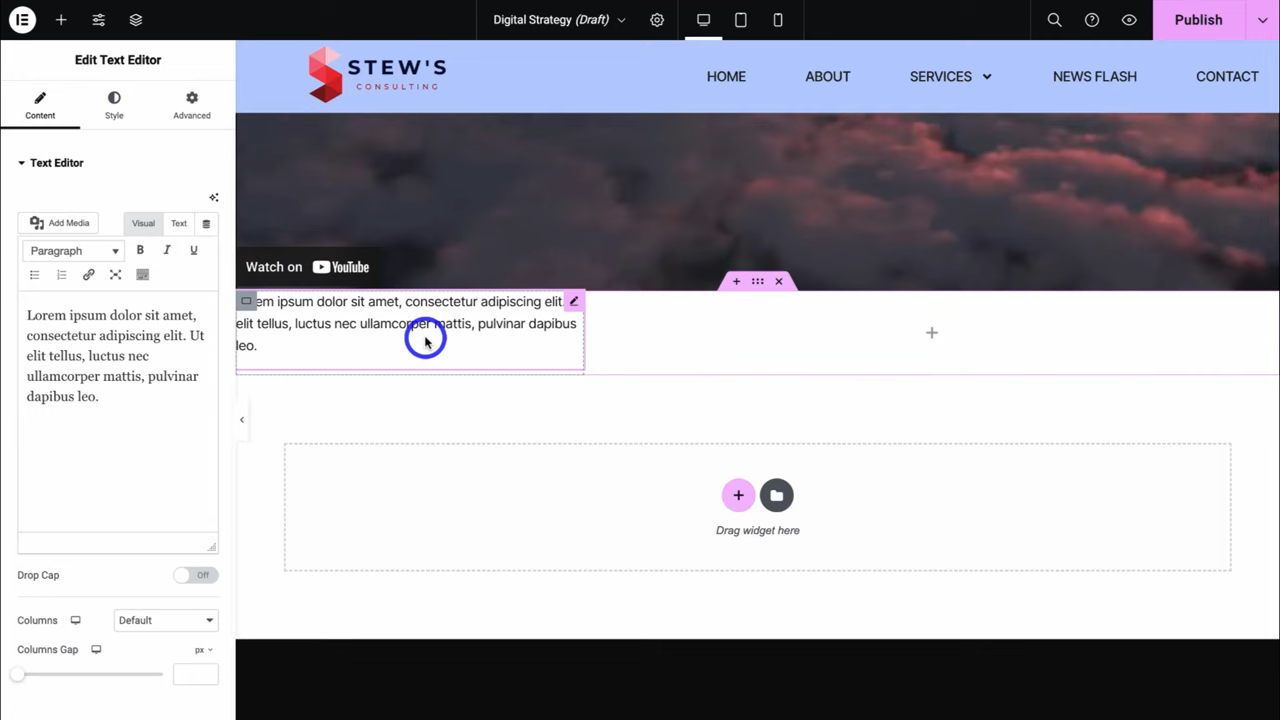 Digital Strategy (Draft)
Publish
Edit Text Editor
Content
Style
Advanced
Text Editor
Add Media
Visual
Text
Paragraph
B
I
U
Lorem ipsum dolor sit amet,
consectetur adipiscing elit. Ut
elit tellus, luctus nec
ullamcorper mattis, pulvinar
dapibus leo.
Drop Cap
Off
Columns
Default
Columns Gap
px
STEW'S
CONSULTING
HOME
ABOUT
SERVICES
NEWS FLASH
CONTACT
Watch on
YouTube
em ipsum dolor sit amet, consectetur adipiscing elit.
elit tellus, luctus nec ullamcorper mattis, pulvinar dapibus
leo.
Drag widget here